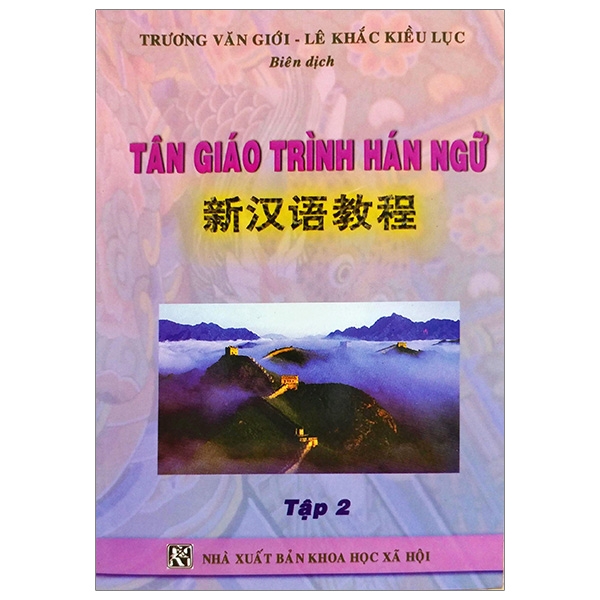 TRƯƠNG VĂN GIỚI - LÊ KHẮC KIỀU LỤC
Biên dịch
TÂN GIÁO TRÌNH HÁN NGỮ
新汉语教程
Tập 2
NHÀ XUẤT BẢN KHOA HỌC XÃ HỘI